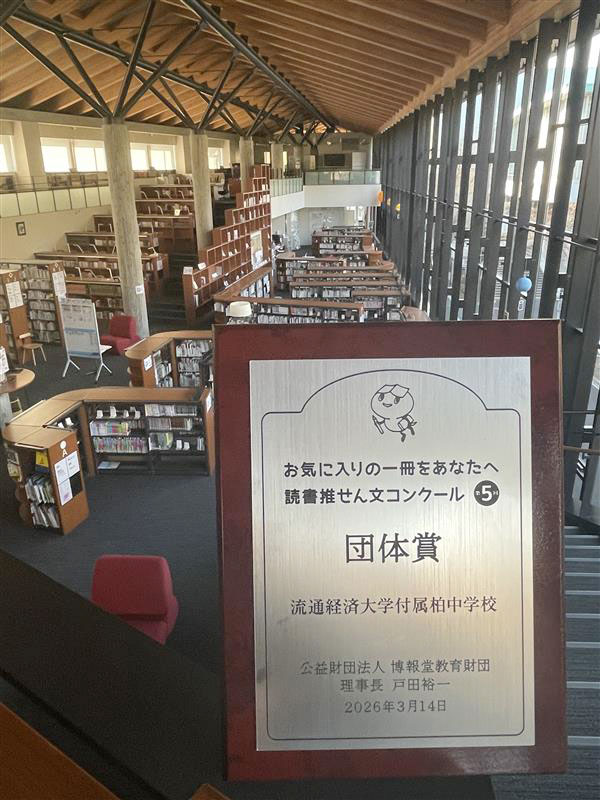 お気に入りの一冊をあなたへ
読書推せん文コンクール 第5回
団体賞
流通経済大学付属柏中学校
公益財団法人 博報堂教育財団
理事長 戸田裕一
2026年3月14日
A